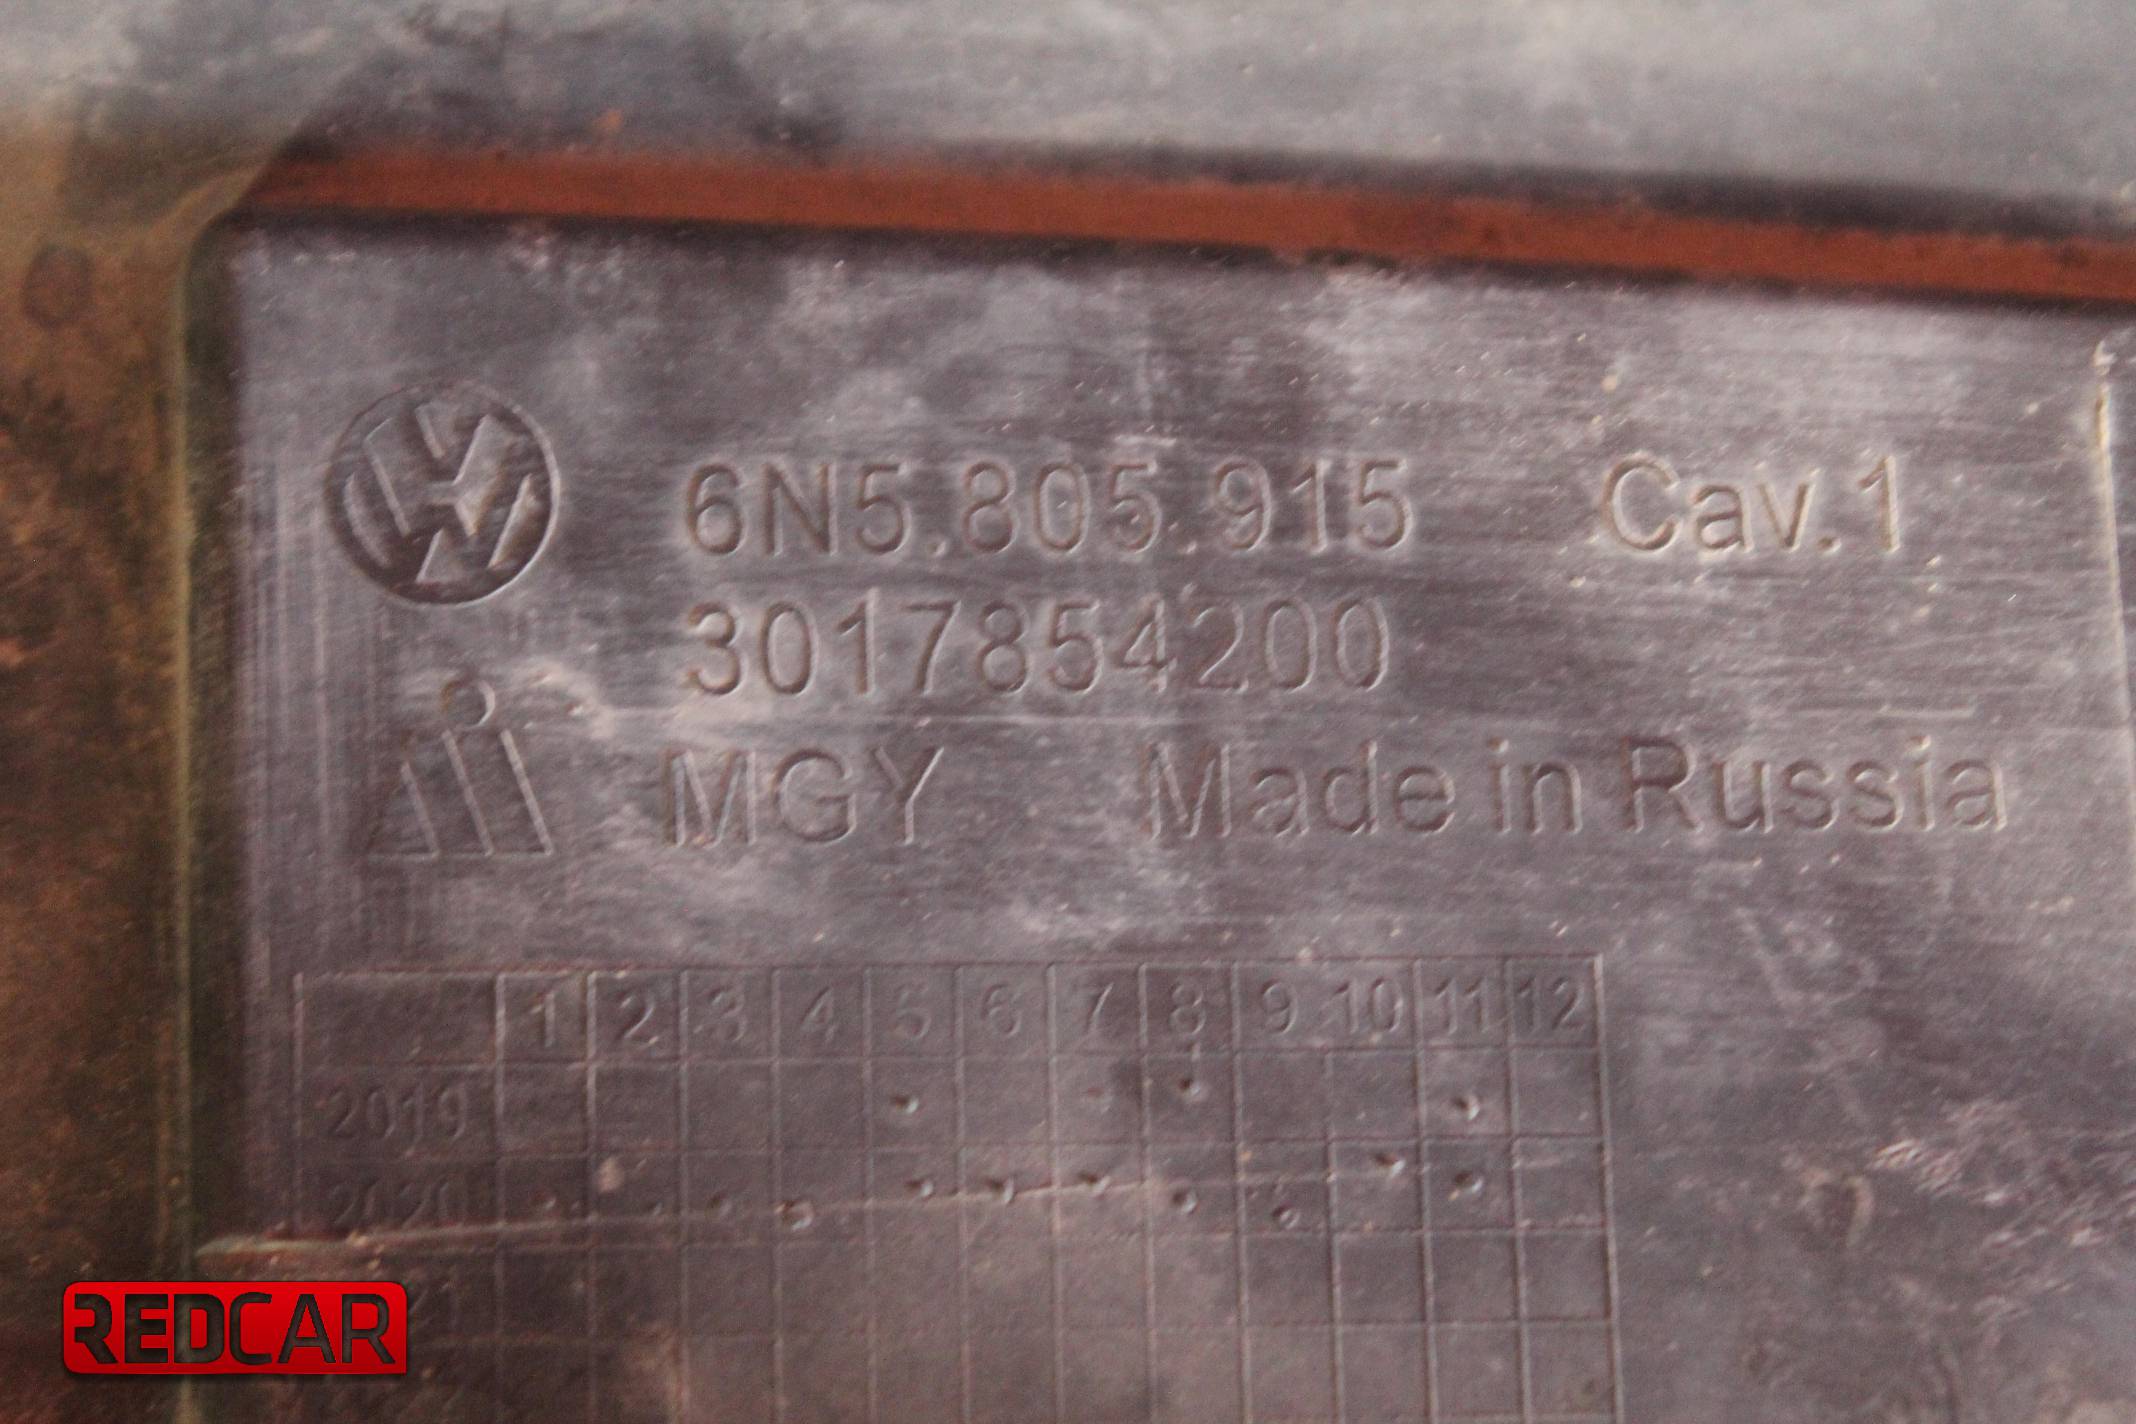 6N5.805.915 Cav.1
3017854200
MGY Made in Russia
1 2 3 4 5 6 7 8 9 10 11 12
2019
2020
REDCAR